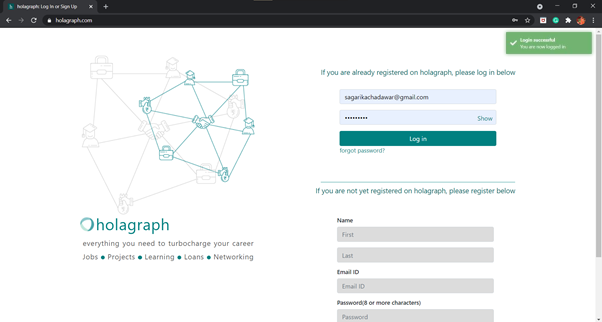 holagraph: Log In or Sign Up
holagraph.com
Login successful
You are now logged in
If you are already registered on holagraph, please log in below
sagarikachadawar@gmail.com
Show
Log in
forgot password?
If you are not yet registered on holagraph, please register below
holagraph
everything you need to turbocharge your career
Jobs ● Projects ● Learning ● Loans ● Networking
Name
First
Last
Email ID
Email ID
Password(8 or more characters)
Password